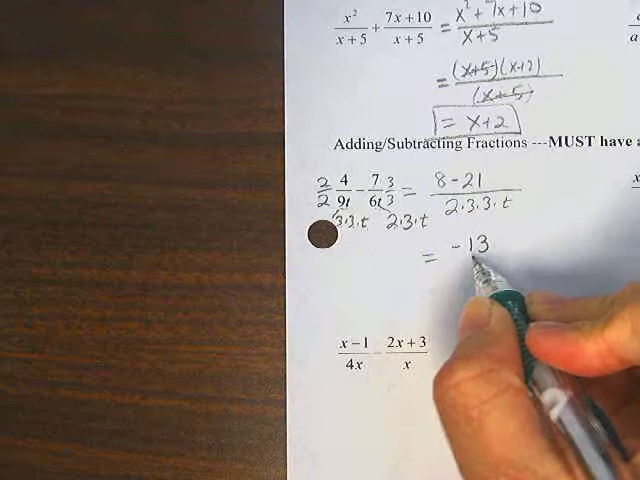 x²/(x + 5) + (7x + 10)/(x + 5) = (x² + 7x + 10)/(x + 5)
= (x+5)(x+2)/(x+5)
= x + 2
Adding/Subtracting Fractions ---MUST have a
2/2 4/9t − 7/6t 3/3 = (8 − 21)/(2·3·3·t)
3·3·t 2·3·t
= −13
(x − 1)/4x − (2x + 3)/x